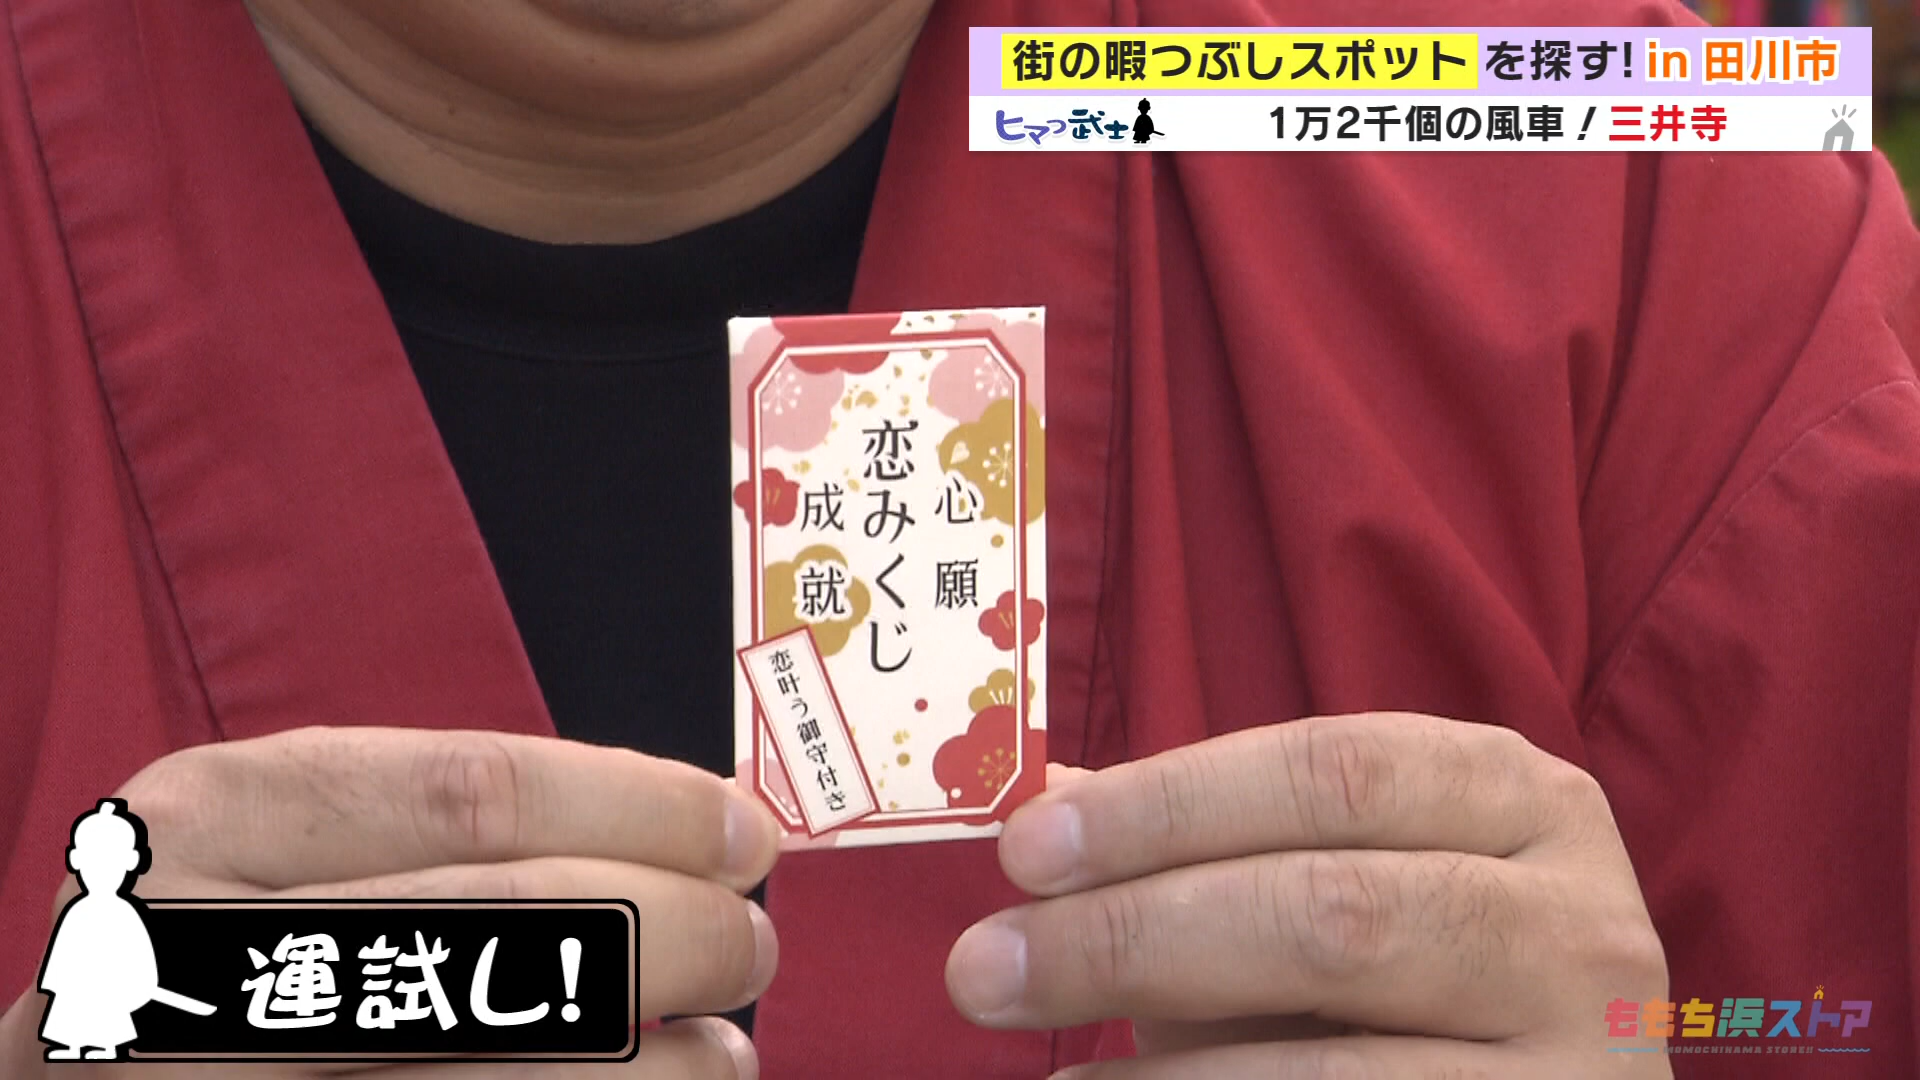 街の暇つぶしスポットを探す!in田川市
ヒマつ武士
1万2千個の風車!三井寺
心願
恋みくじ
成就
恋叶う御守付き
運試し!
ももち浜ストア
MOMOCHIHAMA STORE!!